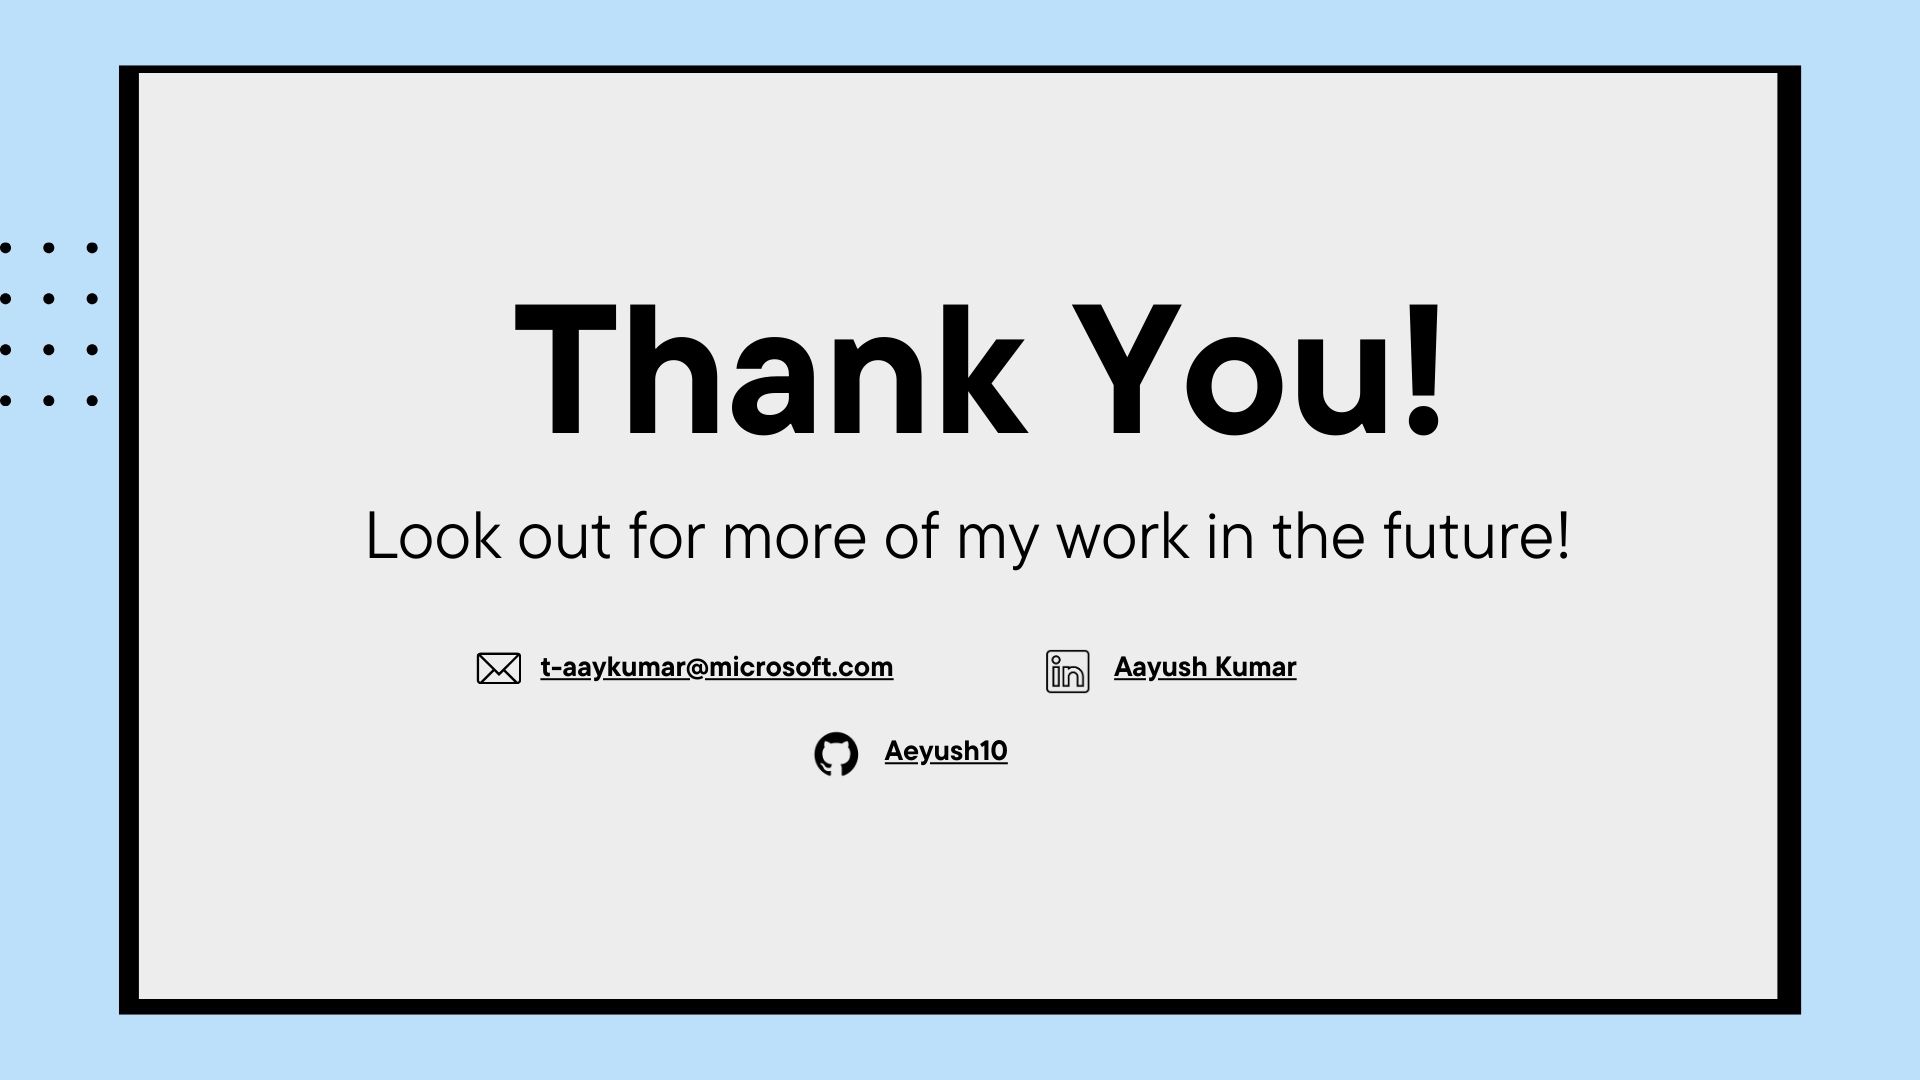 Thank You!
Look out for more of my work in the future!
t-aaykumar@microsoft.com
Aayush Kumar
Aeyush10